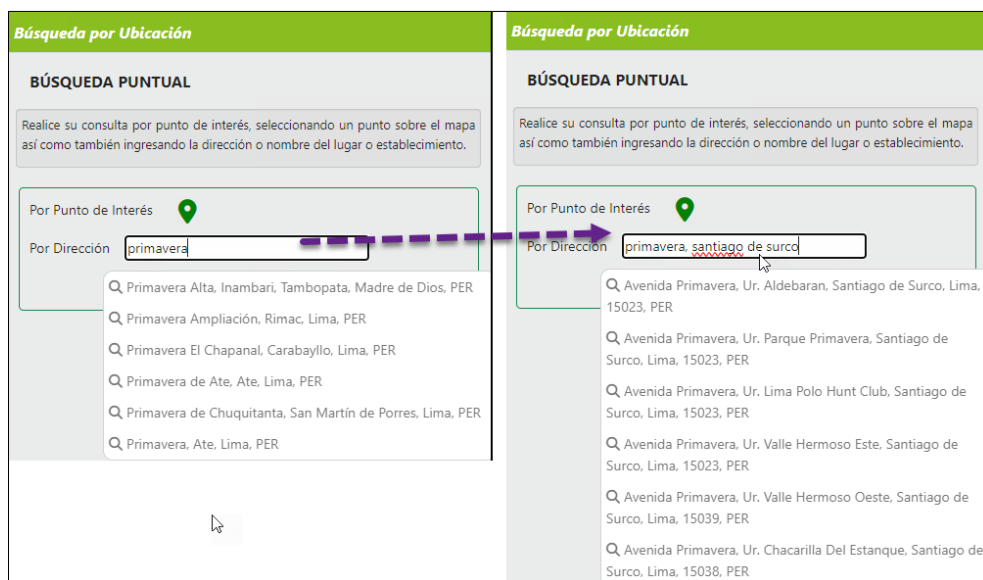 Búsqueda por Ubicación
BÚSQUEDA PUNTUAL
Realice su consulta por punto de interés, seleccionando un punto sobre el mapa
así como también ingresando la dirección o nombre del lugar o establecimiento.
Por Punto de Interés
Por Dirección primavera
Primavera Alta, Inambari, Tambopata, Madre de Dios, PER
Primavera Ampliación, Rimac, Lima, PER
Primavera El Chapanal, Carabayllo, Lima, PER
Primavera de Ate, Ate, Lima, PER
Primavera de Chuquitanta, San Martín de Porres, Lima, PER
Primavera, Ate, Lima, PER
Búsqueda por Ubicación
BÚSQUEDA PUNTUAL
Realice su consulta por punto de interés, seleccionando un punto sobre el mapa
así como también ingresando la dirección o nombre del lugar o establecimiento.
Por Punto de Interés
Por Dirección primavera, santiago de surco
Avenida Primavera, Ur. Aldebaran, Santiago de Surco, Lima,
15023, PER
Avenida Primavera, Ur. Parque Primavera, Santiago de
Surco, Lima, 15023, PER
Avenida Primavera, Ur. Lima Polo Hunt Club, Santiago de
Surco, Lima, 15023, PER
Avenida Primavera, Ur. Valle Hermoso Este, Santiago de
Surco, Lima, 15023, PER
Avenida Primavera, Ur. Valle Hermoso Oeste, Santiago de
Surco, Lima, 15039, PER
Avenida Primavera, Ur. Chacarilla Del Estanque, Santiago de
Surco, Lima, 15038, PER